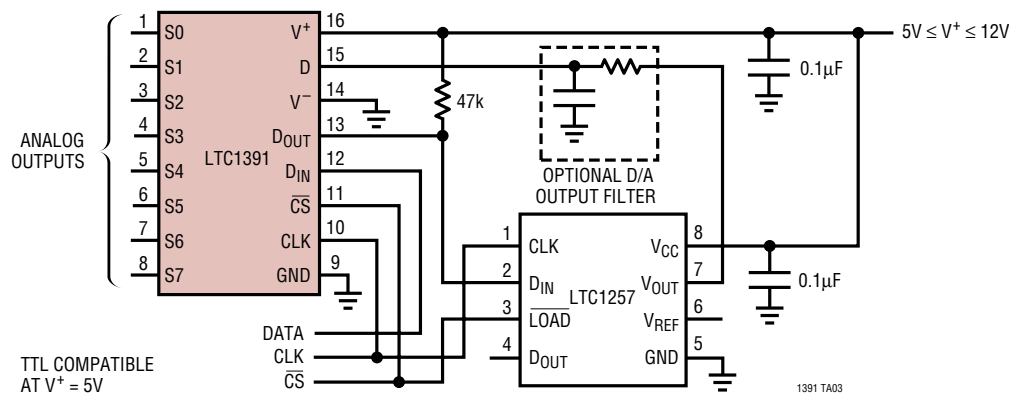 1 S0
2 S1
3 S2
4 S3
5 S4
6 S5
7 S6
8 S7
ANALOG
OUTPUTS
LTC1391
V+ 16
D 15
V− 14
DOUT 13
DIN 12
CS 11
CLK 10
GND 9
47k
OPTIONAL D/A
OUTPUT FILTER
0.1µF
5V ≤ V+ ≤ 12V
1 CLK
2 DIN
3 LOAD
4 DOUT
LTC1257
VCC 8
VOUT 7
VREF 6
GND 5
0.1µF
DATA
CLK
CS
TTL COMPATIBLE
AT V+ = 5V
1391 TA03